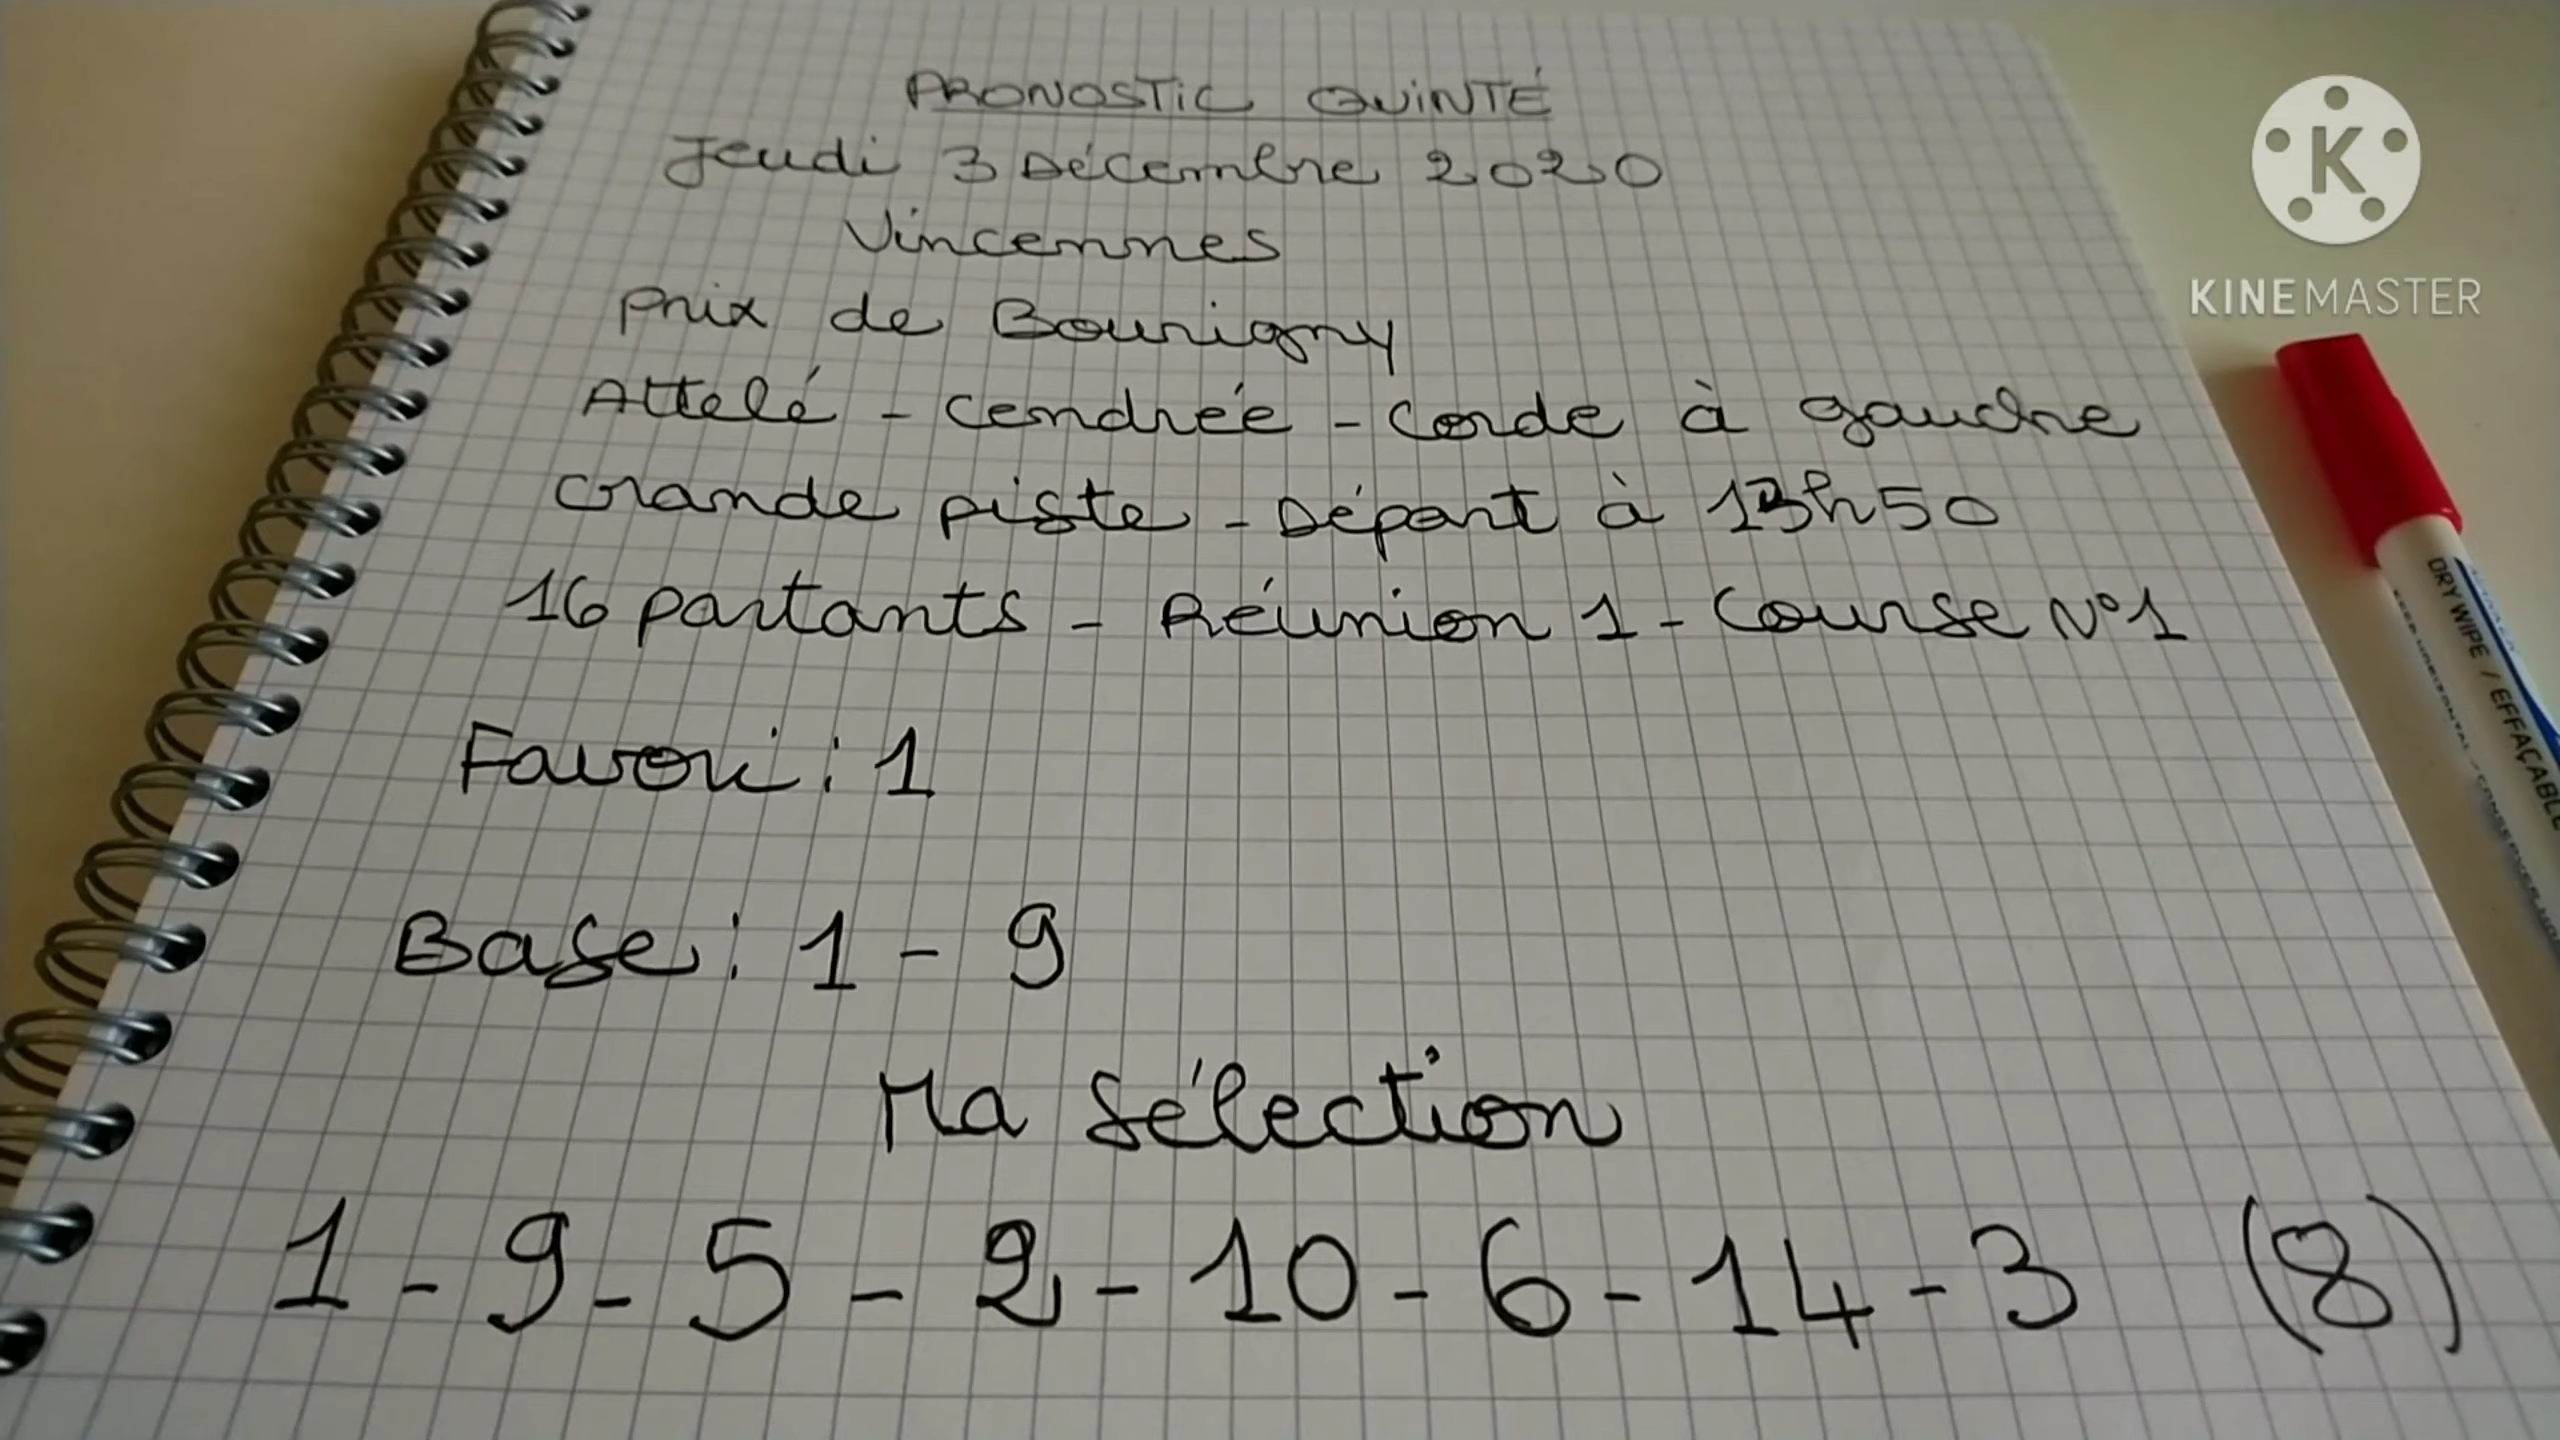 PRONOSTIC QUINTÉ
Jeudi 3 Décembre 2020
Vincennes
Prix de Bourigny
Attelé - Cendrée - Corde à gauche
Grande piste - Départ à 13h50
16 partants - Réunion 1 - Course N°1
Favori : 1
Base : 1 - 9
Ma Sélection
1 - 9 - 5 - 2 - 10 - 6 - 14 - 3 (8)
KINEMASTER
DRYWIPE / EFFAÇABLE